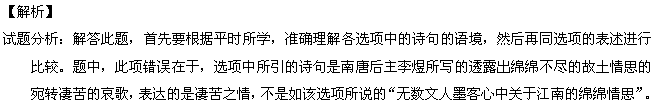 【解析】
试题分析：解答此题，首先要根据平时所学，准确理解各选项中的诗句的语境，然后再同选项的表述进行
比较。题中，此项错误在于，选项中所引的诗句是南唐后主李煜所写的透露出绵绵不尽的故土情思的
宛转凄苦的哀歌，表达的是凄苦之情，不是如该选项所说的“无数文人墨客心中关于江南的绵绵情思”。